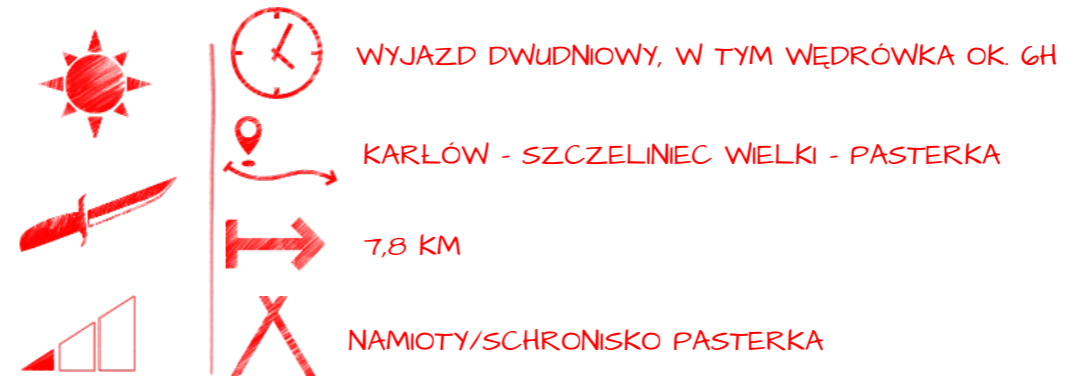 WYJAZD DWUDNIOWY, W TYM WĘDRÓWKA OK. 6H
KARŁÓW - SZCZELINIEC WIELKI - PASTERKA
7,8 KM
NAMIOTY/SCHRONISKO PASTERKA